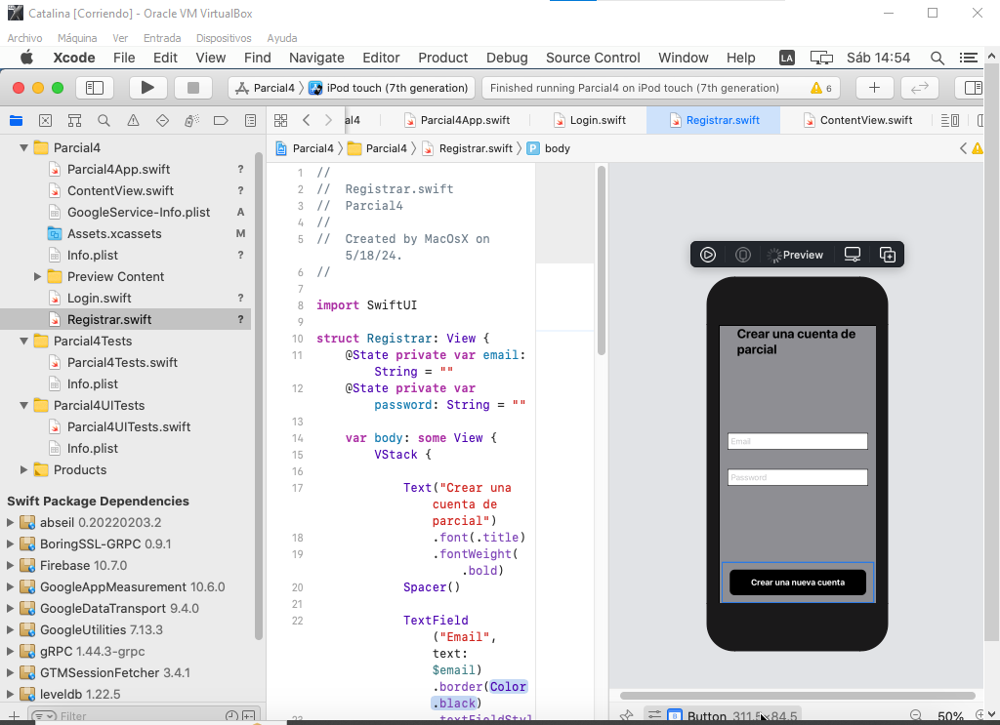 Catalina [Corriendo] - Oracle VM VirtualBox
Archivo Máquina Ver Entrada Dispositivos Ayuda
Xcode File Edit View Find Navigate Editor Product Debug Source Control Window Help LA Sáb 14:54
Parcial4 〉 iPod touch (7th generation)
Finished running Parcial4 on iPod touch (7th generation) 6
al4 Parcial4App.swift Login.swift Registrar.swift ContentView.swift
Parcial4 〉 Parcial4 〉 Registrar.swift 〉 P body
Parcial4
Parcial4App.swift ?
ContentView.swift ?
GoogleService-Info.plist A
Assets.xcassets M
Info.plist ?
Preview Content
Login.swift ?
Registrar.swift ?
Parcial4Tests
Parcial4Tests.swift
Info.plist
Parcial4UITests
Parcial4UITests.swift
Info.plist
Products
Swift Package Dependencies
abseil 0.20220203.2
BoringSSL-GRPC 0.9.1
Firebase 10.7.0
GoogleAppMeasurement 10.6.0
GoogleDataTransport 9.4.0
GoogleUtilities 7.13.3
gRPC 1.44.3-grpc
GTMSessionFetcher 3.4.1
leveldb 1.22.5
Filter
1 //
2 // Registrar.swift
3 // Parcial4
4 //
5 // Created by MacOsX on
5/18/24.
6 //
7
8 import SwiftUI
9
10 struct Registrar: View {
11 @State private var email:
String = ""
12 @State private var
password: String = ""
13
14 var body: some View {
15 VStack {
16
17 Text("Crear una
cuenta de
parcial")
18 .font(.title)
19 .fontWeight(
.bold)
20 Spacer()
21
22 TextField
("Email",
text:
$email)
.border(Color
.black)
23 .textFieldStyl
Preview
Crear una cuenta de
parcial
Email
Password
Crear una nueva cuenta
Button 311.5×84.5
50%